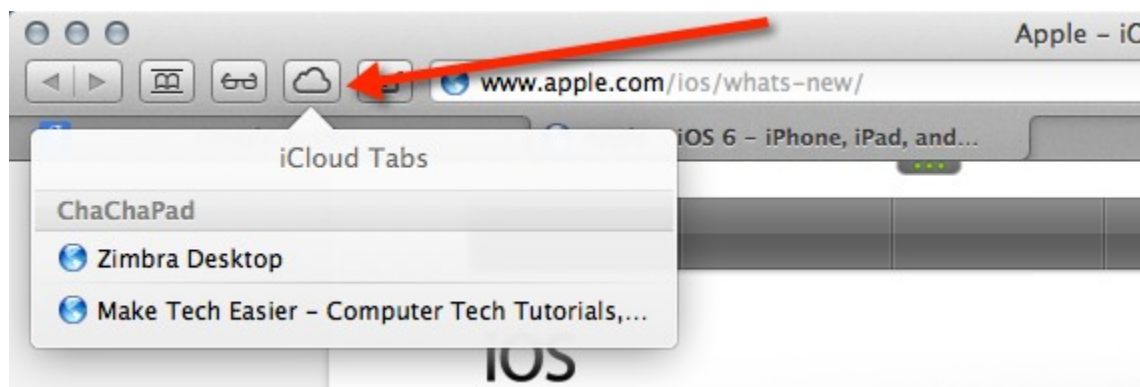 Apple – iO
www.apple.com/ios/whats-new/
iOS 6 – iPhone, iPad, and...
iCloud Tabs
ChaChaPad
Zimbra Desktop
Make Tech Easier – Computer Tech Tutorials,...
iOS